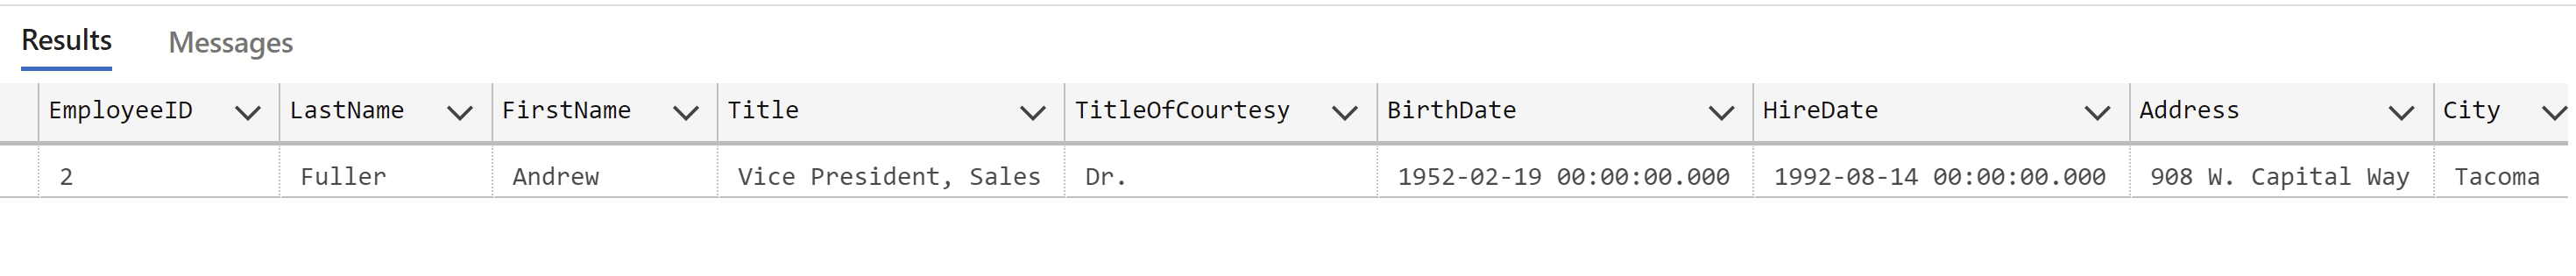 Results Messages
EmployeeID LastName FirstName Title TitleOfCourtesy BirthDate HireDate Address City
2 Fuller Andrew Vice President, Sales Dr. 1952-02-19 00:00:00.000 1992-08-14 00:00:00.000 908 W. Capital Way Tacoma